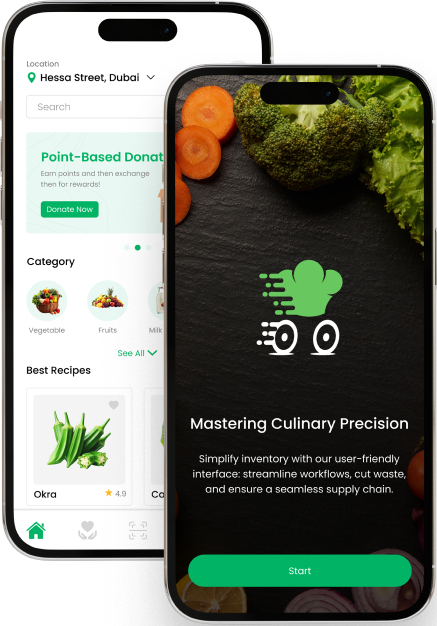 Location
Hessa Street, Dubai
Search
Point-Based Donat
Earn points and then exchange
then for rewards!
Donate Now
Category
Vegetable
Fruits
Milk
See All
Best Recipes
Okra
4.9
Ca
Mastering Culinary Precision
Simplify inventory with our user-friendly
interface: streamline workflows, cut waste,
and ensure a seamless supply chain.
Start